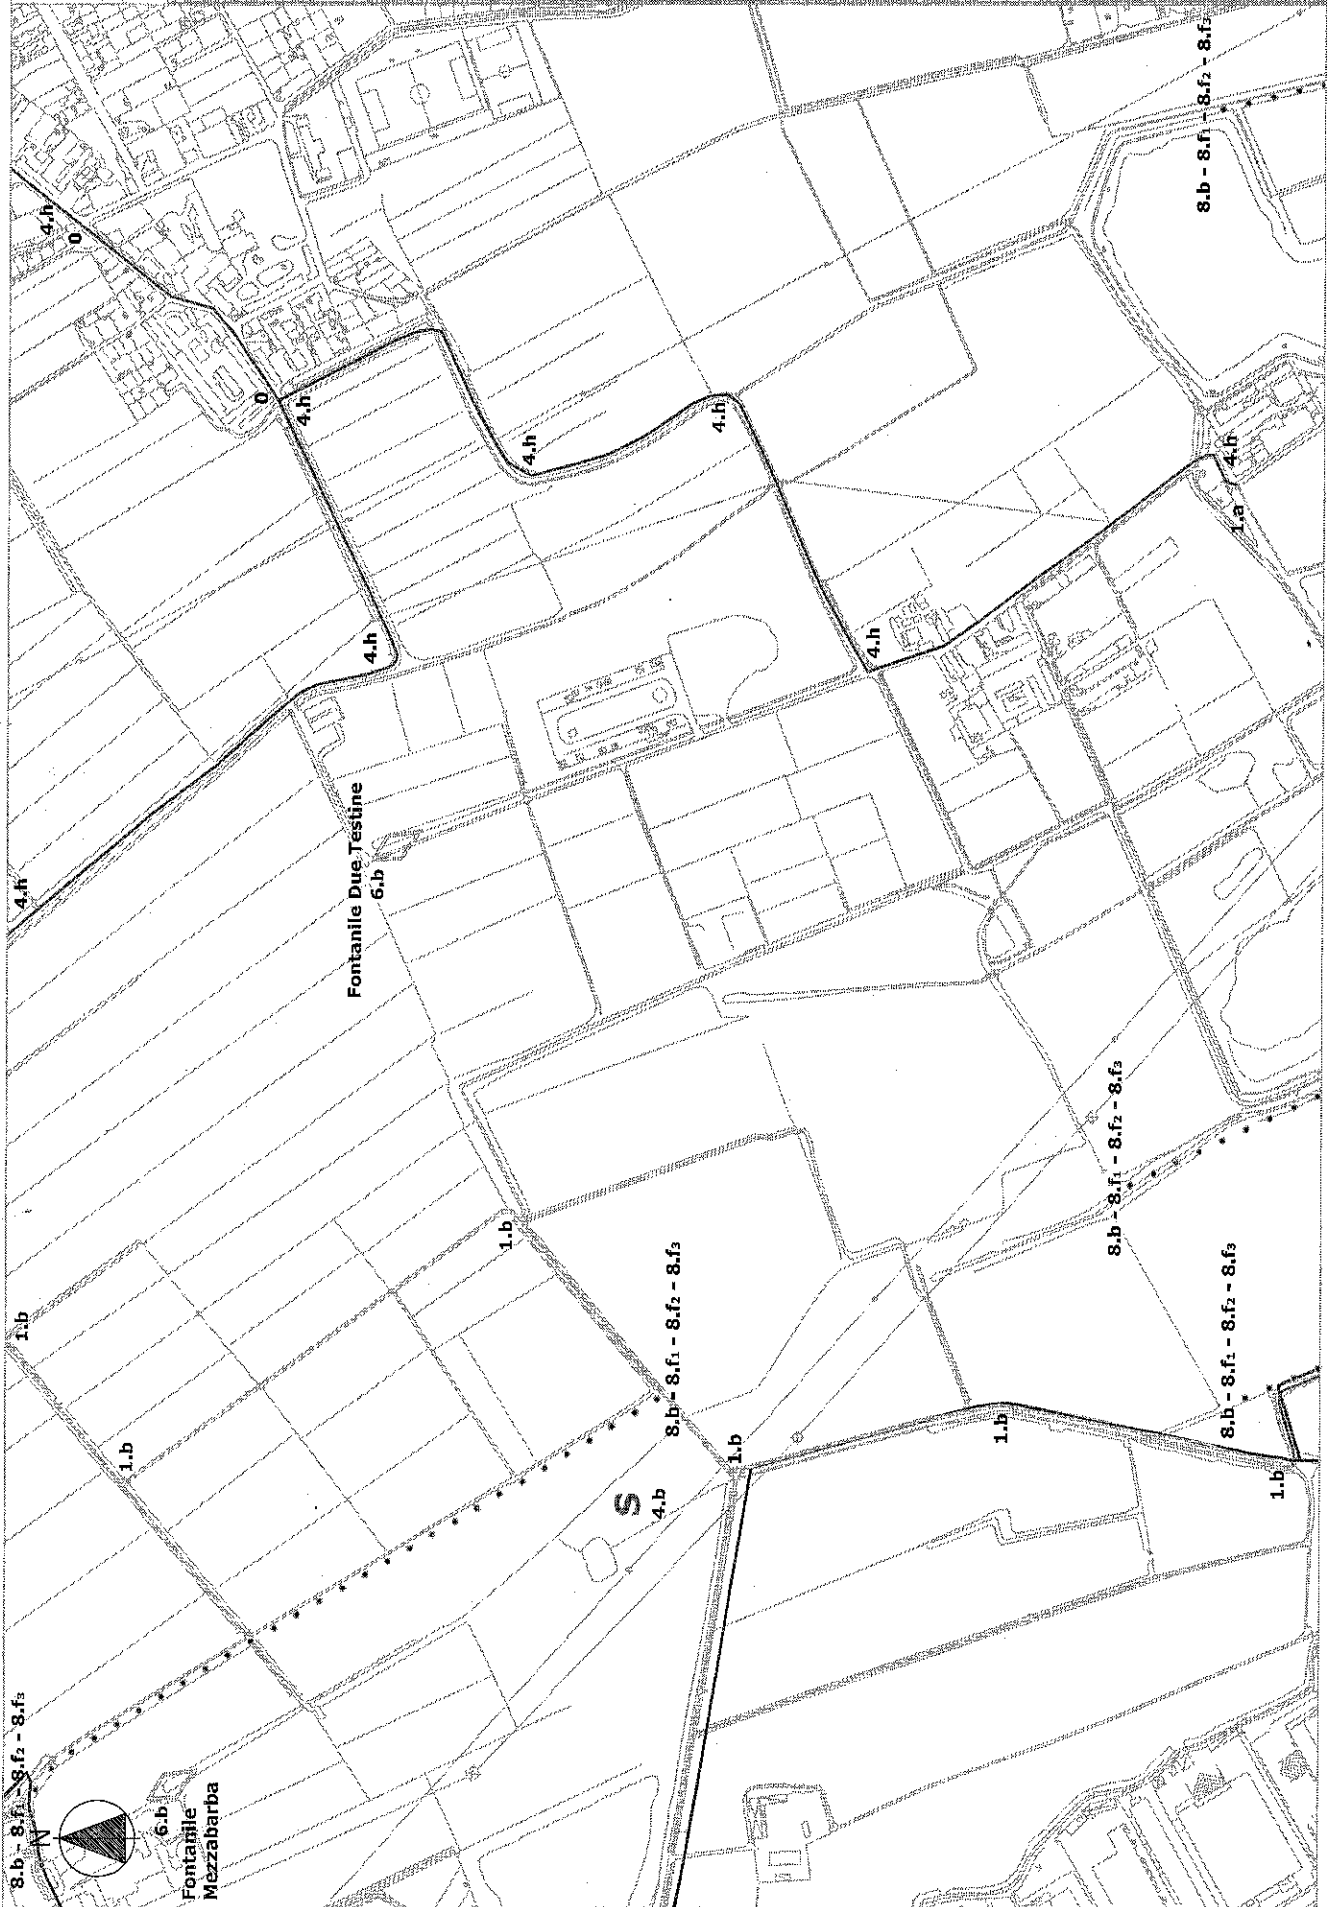 8.b - 8.f₁ - 8.f₂ - 8.f₃
N
6.b
Fontanile
Mezzabarba
1.b
1.b
4.h
4.h
0
4.h
0
4.h
Fontanile Due Testine
6.b
1.b
4.h
4.h
S
4.b
8.b - 8.f₁ - 8.f₂ - 8.f₃
1.b
4.h
1.b
8.b - 8.f₁ - 8.f₂ - 8.f₃
8.b - 8.f₁ - 8.f₂ - 8.f₃
1.b
8.b - 8.f₁ - 8.f₂ - 8.f₃
1.a
4.h